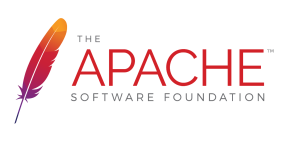 THE
APACHE™
SOFTWARE FOUNDATION